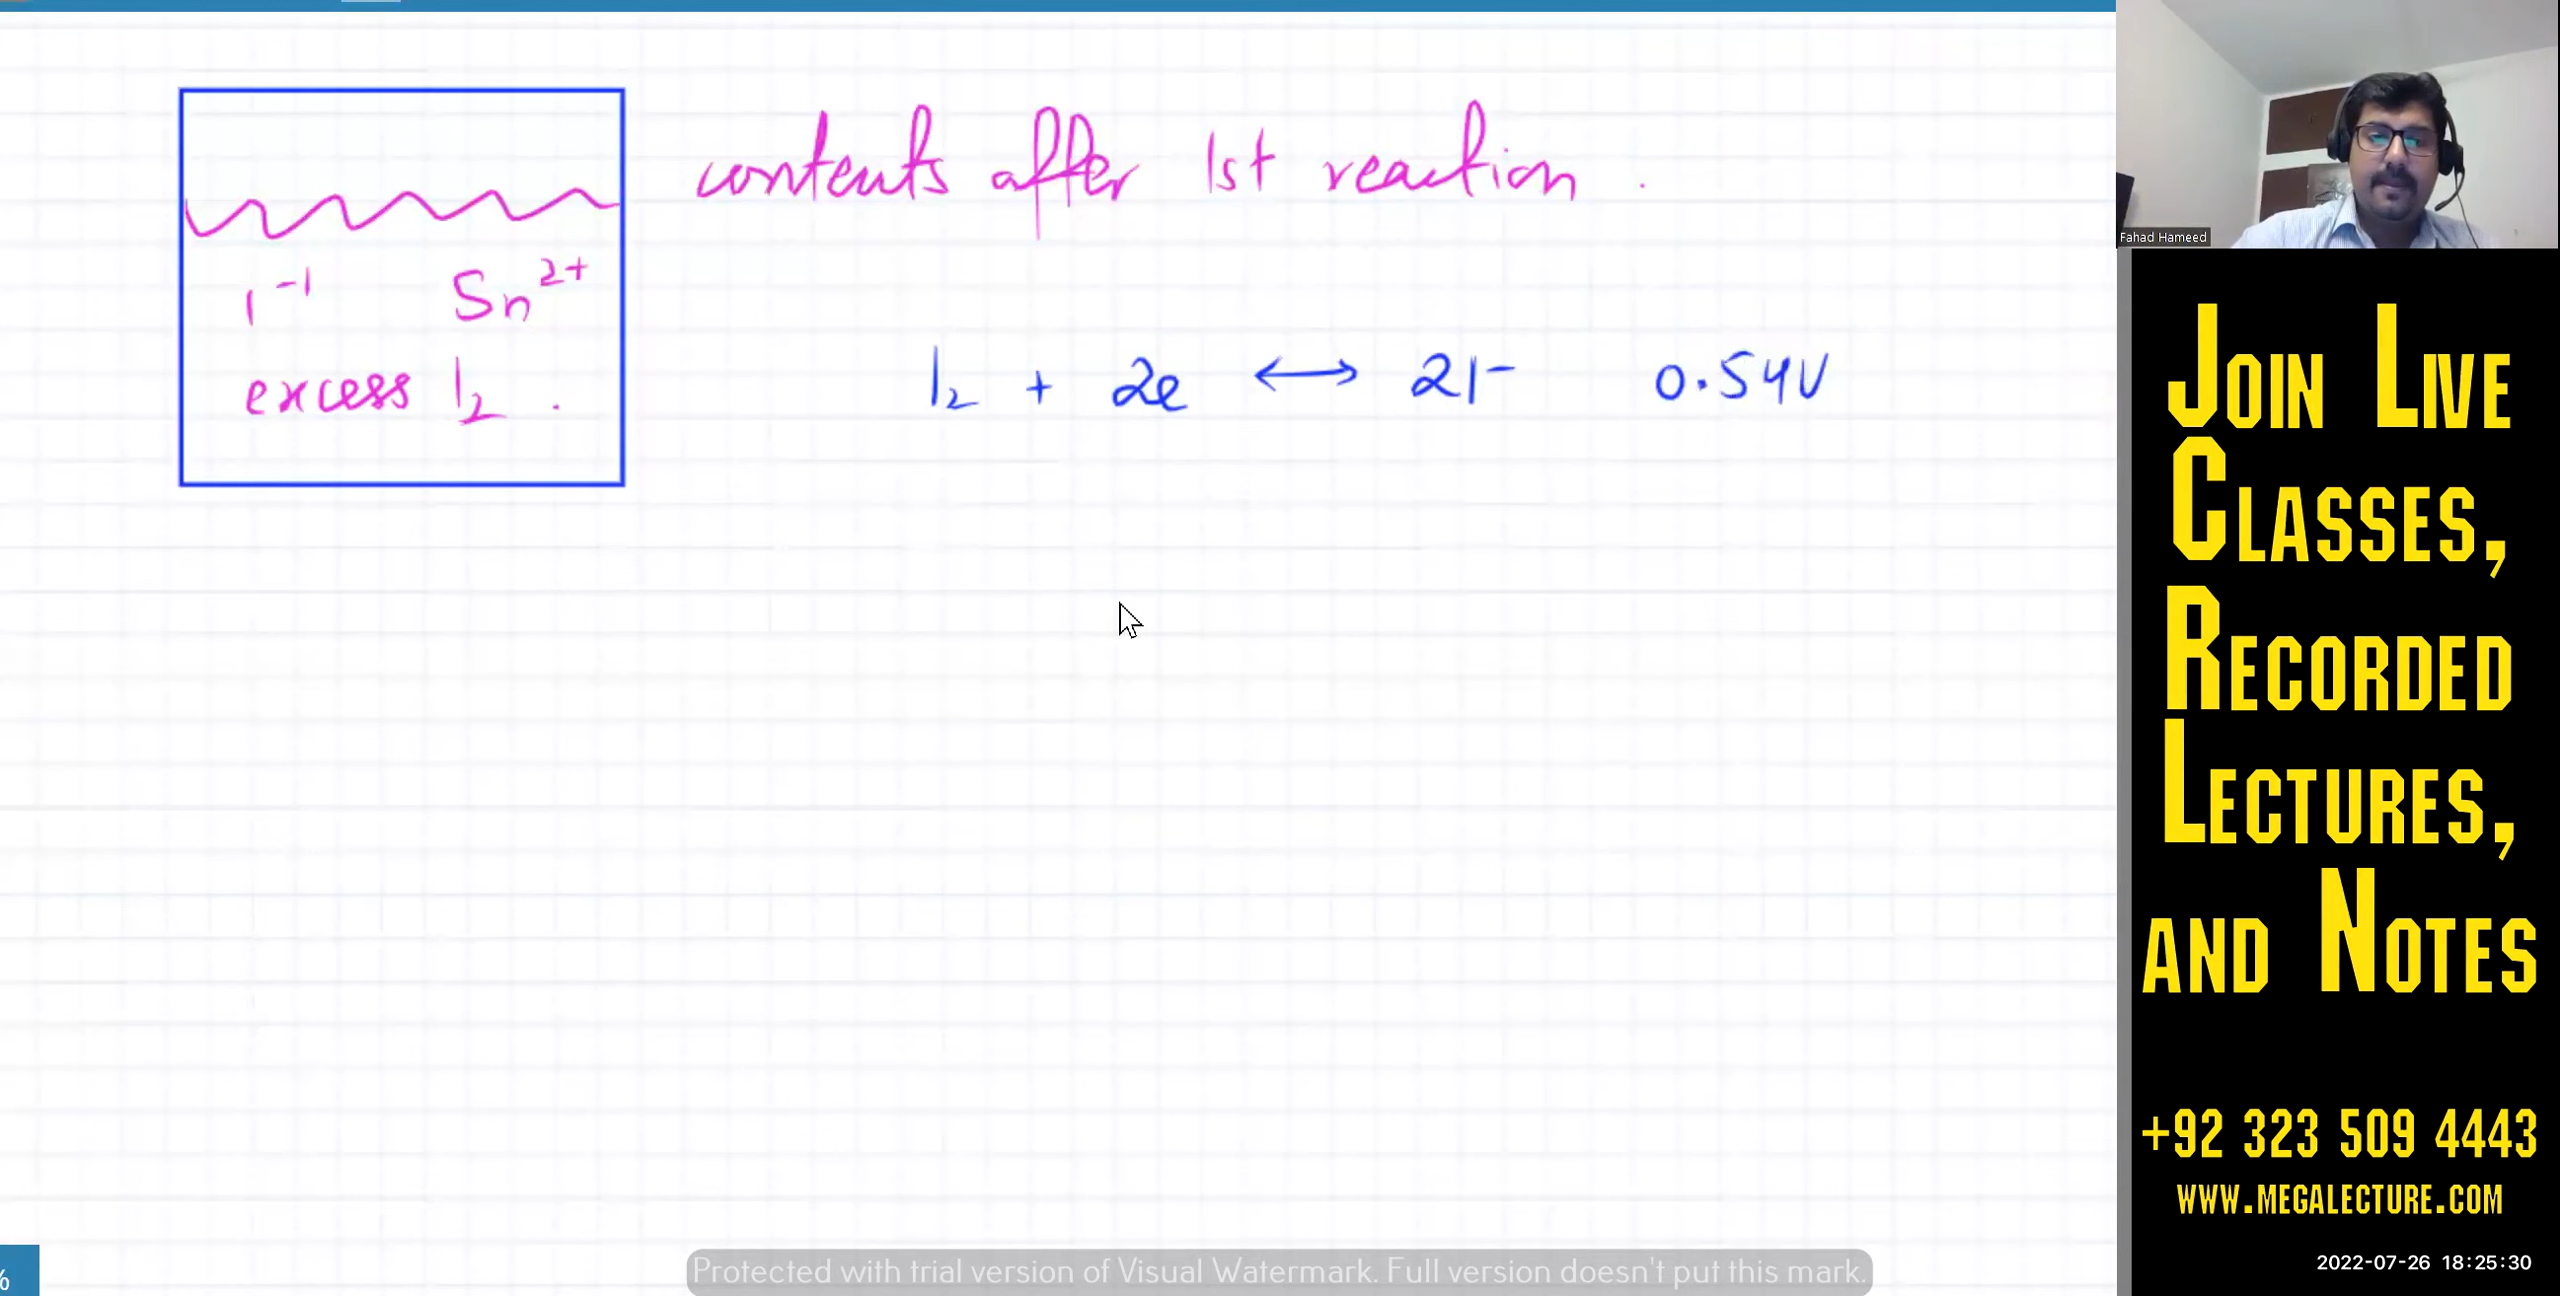 contents after 1st reaction.
I⁻¹ Sn²⁺
excess I₂.
I₂ + 2e ⟷ 2I⁻ 0.54V
Fahad Hameed
JOIN LIVE
CLASSES,
RECORDED
LECTURES,
AND NOTES
+92 323 509 4443
WWW.MEGALECTURE.COM
2022-07-26 18:25:30
%
Protected with trial version of Visual Watermark. Full version doesn't put this mark.